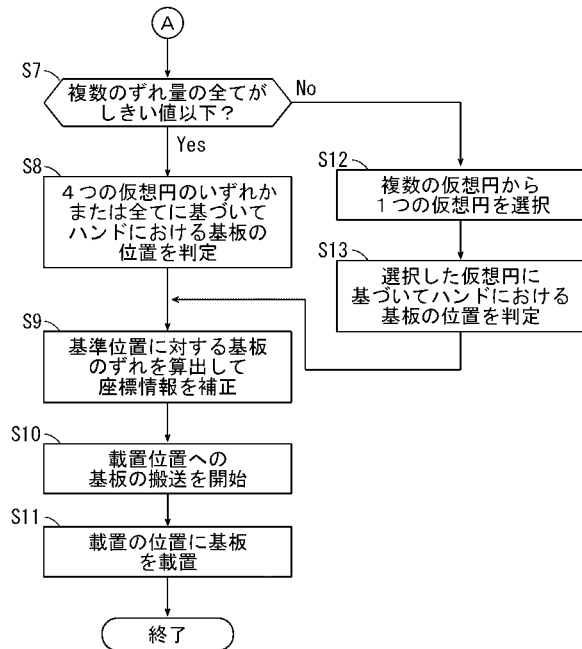 A
S7
複数のずれ量の全てが
しきい値以下？
No
Yes
S8
4つの仮想円のいずれか
または全てに基づいて
ハンドにおける基板の
位置を判定
S12
複数の仮想円から
1つの仮想円を選択
S13
選択した仮想円に
基づいてハンドにおける
基板の位置を判定
S9
基準位置に対する基板
のずれを算出して
座標情報を補正
S10
載置位置への
基板の搬送を開始
S11
載置の位置に基板
を載置
終了